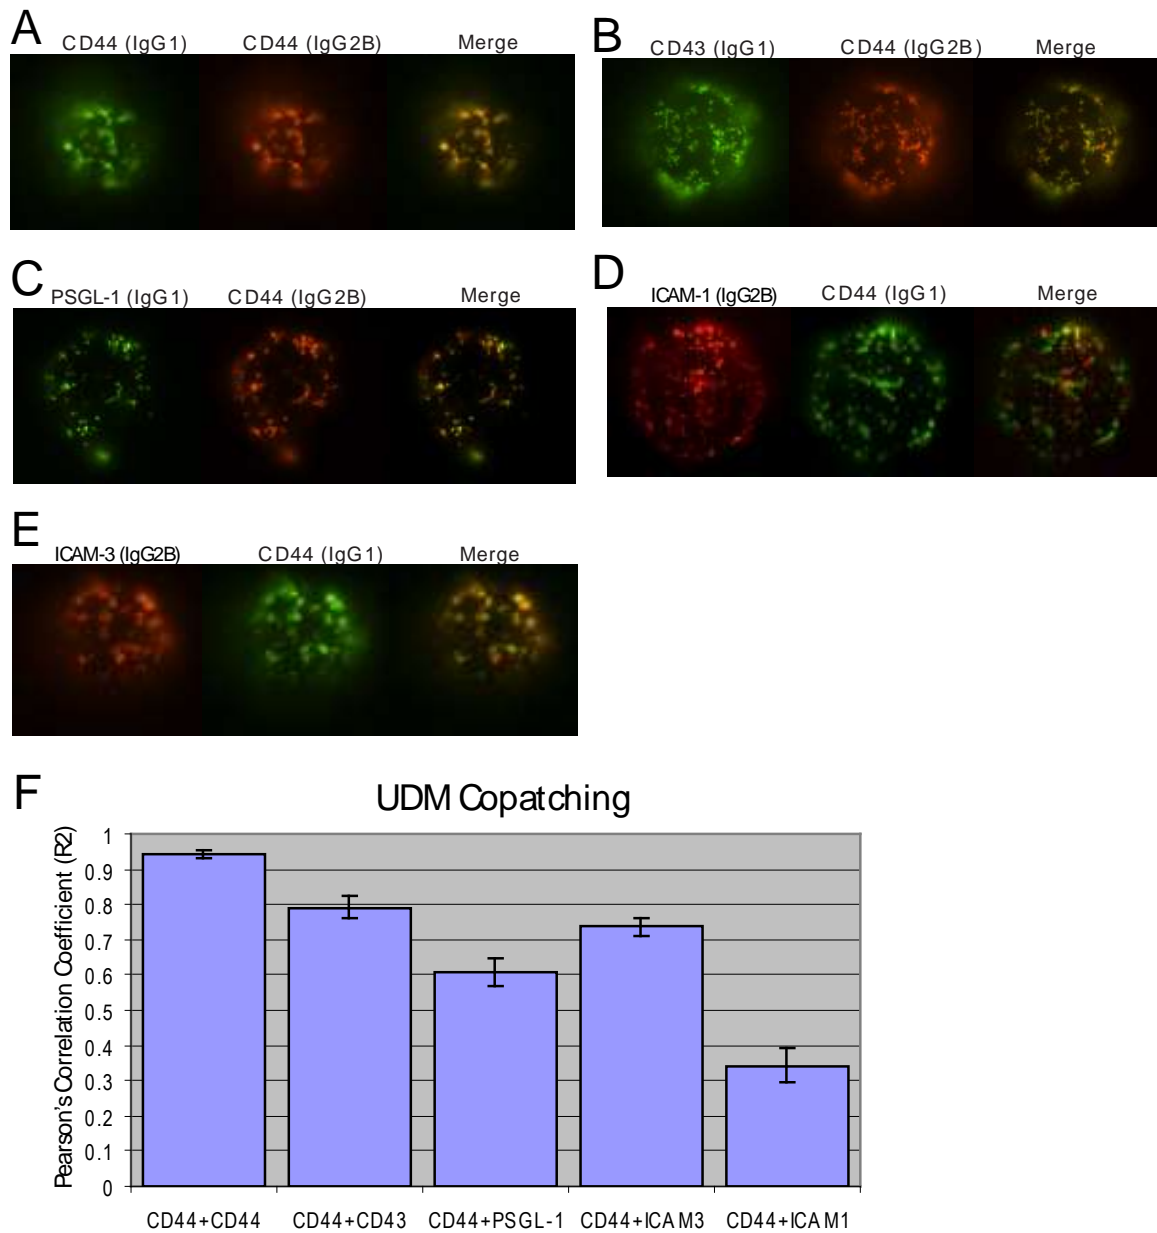 A
CD44 (IgG1) CD44 (IgG2B) Merge
B
CD43 (IgG1) CD44 (IgG2B) Merge
C
PSGL-1 (IgG1) CD44 (IgG2B) Merge
D
ICAM-1 (IgG2B) CD44 (IgG1) Merge
E
ICAM-3 (IgG2B) CD44 (IgG1) Merge
F
UDM Copatching
Pearson's Correlation Coefficient (R2)
1
0.9
0.8
0.7
0.6
0.5
0.4
0.3
0.2
0.1
0
CD44+CD44 CD44+CD43 CD44+PSGL-1 CD44+ICAM3 CD44+ICAM1